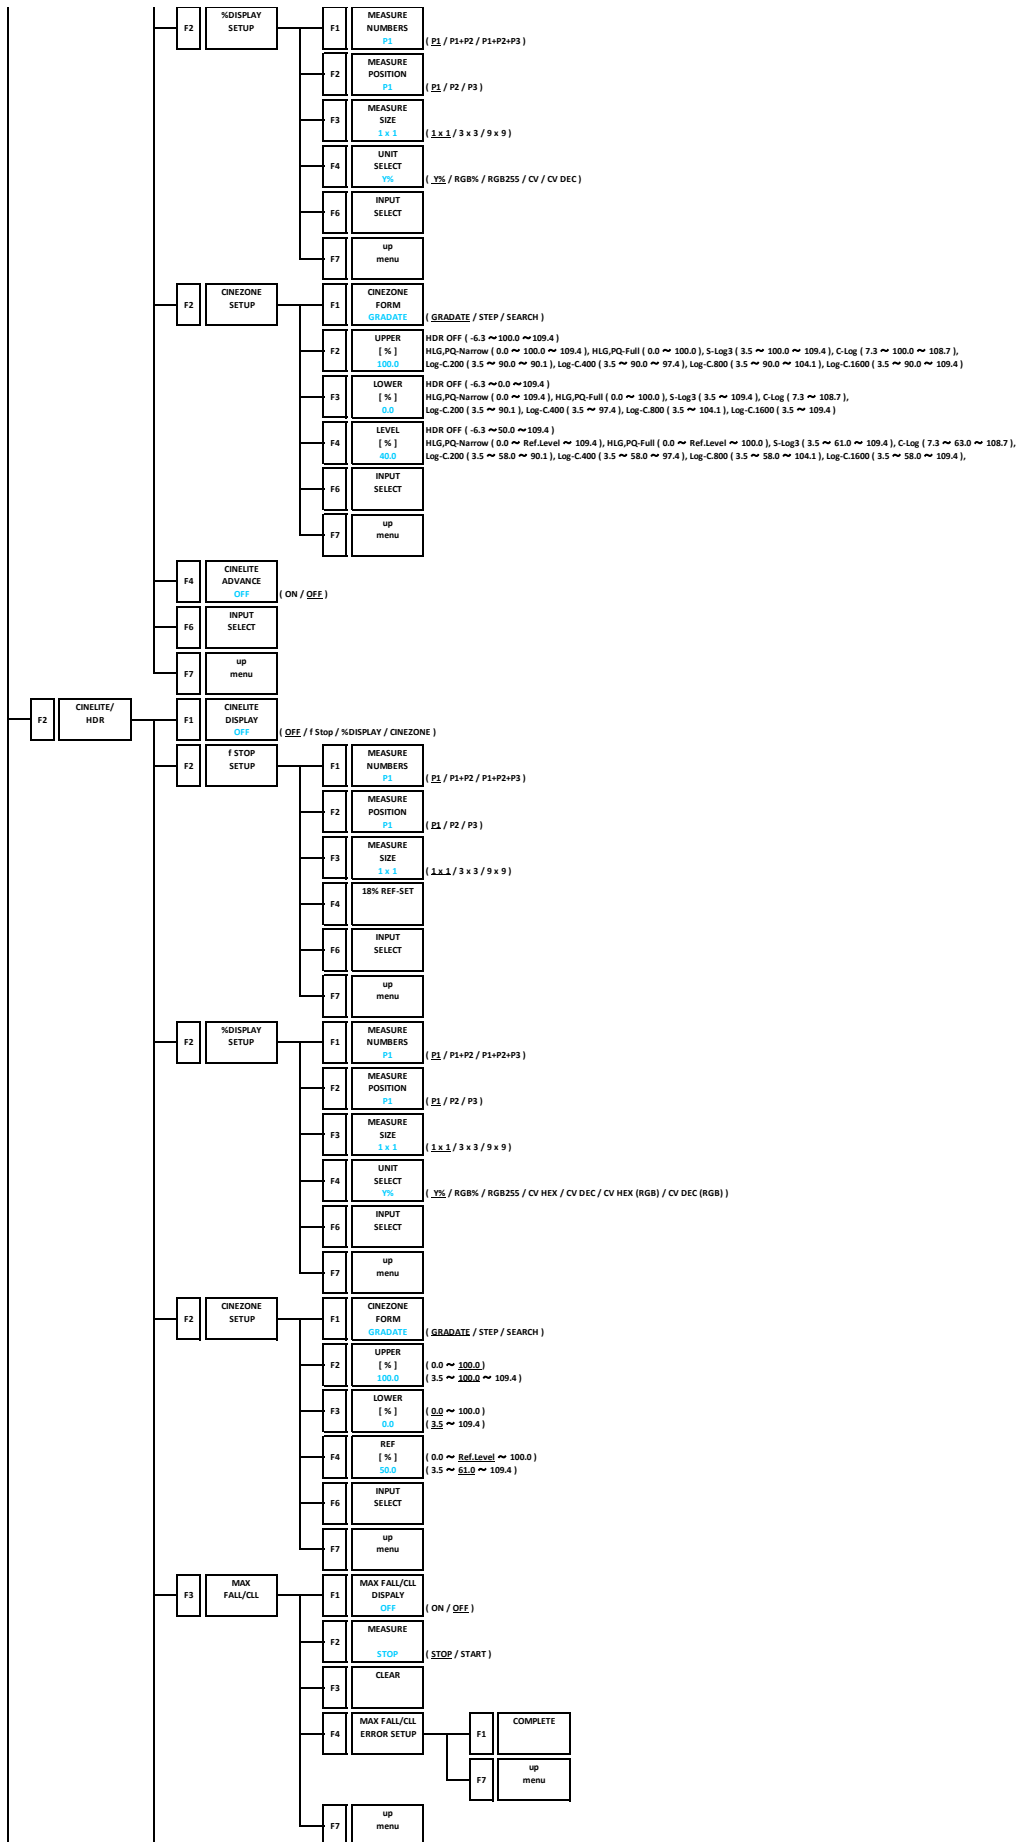 F2
%DISPLAY
SETUP
F1
MEASURE
NUMBERS
P1
( P1 / P1+P2 / P1+P2+P3 )
F2
MEASURE
POSITION
P1
( P1 / P2 / P3 )
F3
MEASURE
SIZE
1 x 1
( 1 x 1 / 3 x 3 / 9 x 9 )
F4
UNIT
SELECT
Y%
( Y% / RGB% / RGB255 / CV / CV DEC )
F6
INPUT
SELECT
F7
up
menu
F2
CINEZONE
SETUP
F1
CINEZONE
FORM
GRADATE
( GRADATE / STEP / SEARCH )
F2
UPPER
[ % ]
100.0
HDR OFF ( -6.3 ~ 100.0 ~ 109.4 )
HLG,PQ-Narrow ( 0.0 ~ 100.0 ~ 109.4 ), HLG,PQ-Full ( 0.0 ~ 100.0 ), S-Log3 ( 3.5 ~ 100.0 ~ 109.4 ), C-Log ( 7.3 ~ 100.0 ~ 108.7 ),
Log-C.200 ( 3.5 ~ 90.0 ~ 90.1 ), Log-C.400 ( 3.5 ~ 90.0 ~ 97.4 ), Log-C.800 ( 3.5 ~ 90.0 ~ 104.1 ), Log-C.1600 ( 3.5 ~ 90.0 ~ 109.4 )
F3
LOWER
[ % ]
0.0
HDR OFF ( -6.3 ~ 0.0 ~ 109.4 )
HLG,PQ-Narrow ( 0.0 ~ 109.4 ), HLG,PQ-Full ( 0.0 ~ 100.0 ), S-Log3 ( 3.5 ~ 109.4 ), C-Log ( 7.3 ~ 108.7 ),
Log-C.200 ( 3.5 ~ 90.1 ), Log-C.400 ( 3.5 ~ 97.4 ), Log-C.800 ( 3.5 ~ 104.1 ), Log-C.1600 ( 3.5 ~ 109.4 )
F4
LEVEL
[ % ]
40.0
HDR OFF ( -6.3 ~ 50.0 ~ 109.4 )
HLG,PQ-Narrow ( 0.0 ~ Ref.Level ~ 109.4 ), HLG,PQ-Full ( 0.0 ~ Ref.Level ~ 100.0 ), S-Log3 ( 3.5 ~ 61.0 ~ 109.4 ), C-Log ( 7.3 ~ 63.0 ~ 108.7 ),
Log-C.200 ( 3.5 ~ 58.0 ~ 90.1 ), Log-C.400 ( 3.5 ~ 58.0 ~ 97.4 ), Log-C.800 ( 3.5 ~ 58.0 ~ 104.1 ), Log-C.1600 ( 3.5 ~ 58.0 ~ 109.4 ),
F6
INPUT
SELECT
F7
up
menu
F4
CINELITE
ADVANCE
OFF
( ON / OFF )
F6
INPUT
SELECT
F7
up
menu
F2
CINELITE/
HDR
F1
CINELITE
DISPLAY
OFF
( OFF / f Stop / %DISPLAY / CINEZONE )
F2
f STOP
SETUP
F1
MEASURE
NUMBERS
P1
( P1 / P1+P2 / P1+P2+P3 )
F2
MEASURE
POSITION
P1
( P1 / P2 / P3 )
F3
MEASURE
SIZE
1 x 1
( 1 x 1 / 3 x 3 / 9 x 9 )
F4
18% REF-SET
F6
INPUT
SELECT
F7
up
menu
F2
%DISPLAY
SETUP
F1
MEASURE
NUMBERS
P1
( P1 / P1+P2 / P1+P2+P3 )
F2
MEASURE
POSITION
P1
( P1 / P2 / P3 )
F3
MEASURE
SIZE
1 x 1
( 1 x 1 / 3 x 3 / 9 x 9 )
F4
UNIT
SELECT
Y%
( Y% / RGB% / RGB255 / CV HEX / CV DEC / CV HEX (RGB) / CV DEC (RGB) )
F6
INPUT
SELECT
F7
up
menu
F2
CINEZONE
SETUP
F1
CINEZONE
FORM
GRADATE
( GRADATE / STEP / SEARCH )
F2
UPPER
[ % ]
100.0
( 0.0 ~ 100.0 )
( 3.5 ~ 100.0 ~ 109.4 )
F3
LOWER
[ % ]
0.0
( 0.0 ~ 100.0 )
( 3.5 ~ 109.4 )
F4
REF
[ % ]
50.0
( 0.0 ~ Ref.Level ~ 100.0 )
( 3.5 ~ 61.0 ~ 109.4 )
F6
INPUT
SELECT
F7
up
menu
F3
MAX
FALL/CLL
F1
MAX FALL/CLL
DISPALY
OFF
( ON / OFF )
F2
MEASURE
STOP
( STOP / START )
F3
CLEAR
F4
MAX FALL/CLL
ERROR SETUP
F1
COMPLETE
F7
up
menu
F7
up
menu